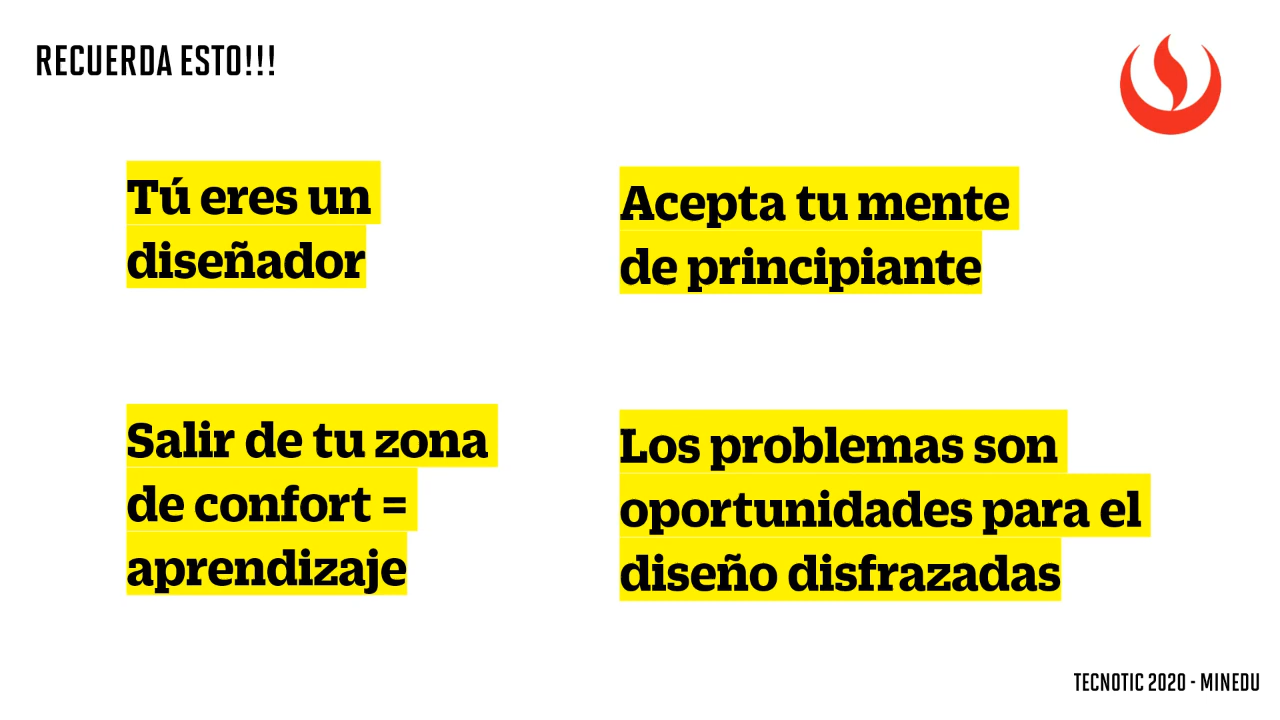 RECUERDA ESTO!!!
Tú eres un
diseñador
Acepta tu mente
de principiante
Salir de tu zona
de confort =
aprendizaje
Los problemas son
oportunidades para el
diseño disfrazadas
TECNOTIC 2020 - MINEDU